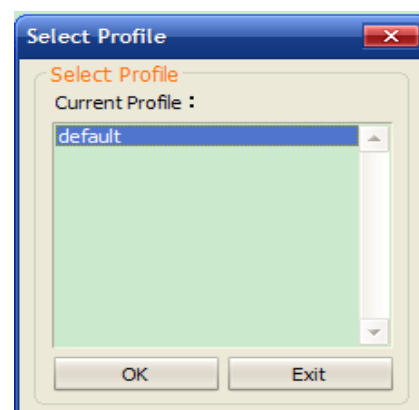 Select Profile
Select Profile
Current Profile：
default
OK
Exit